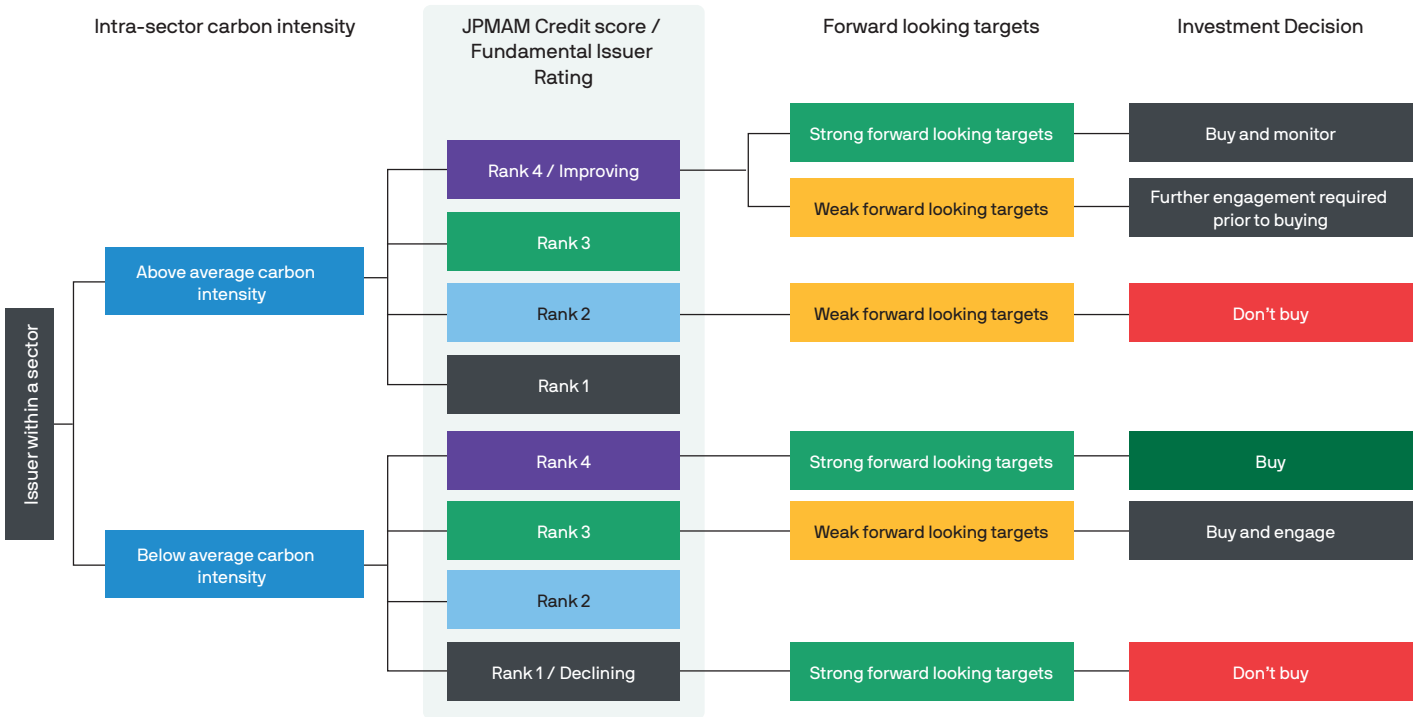 Intra-sector carbon intensity
JPMAM Credit score /
Fundamental Issuer
Rating
Forward looking targets
Investment Decision
Issuer within a sector
Above average carbon
intensity
Rank 4 / Improving
Strong forward looking targets
Buy and monitor
Weak forward looking targets
Further engagement required
prior to buying
Rank 3
Rank 2
Weak forward looking targets
Don't buy
Rank 1
Below average carbon
intensity
Rank 4
Strong forward looking targets
Buy
Rank 3
Weak forward looking targets
Buy and engage
Rank 2
Rank 1 / Declining
Strong forward looking targets
Don't buy